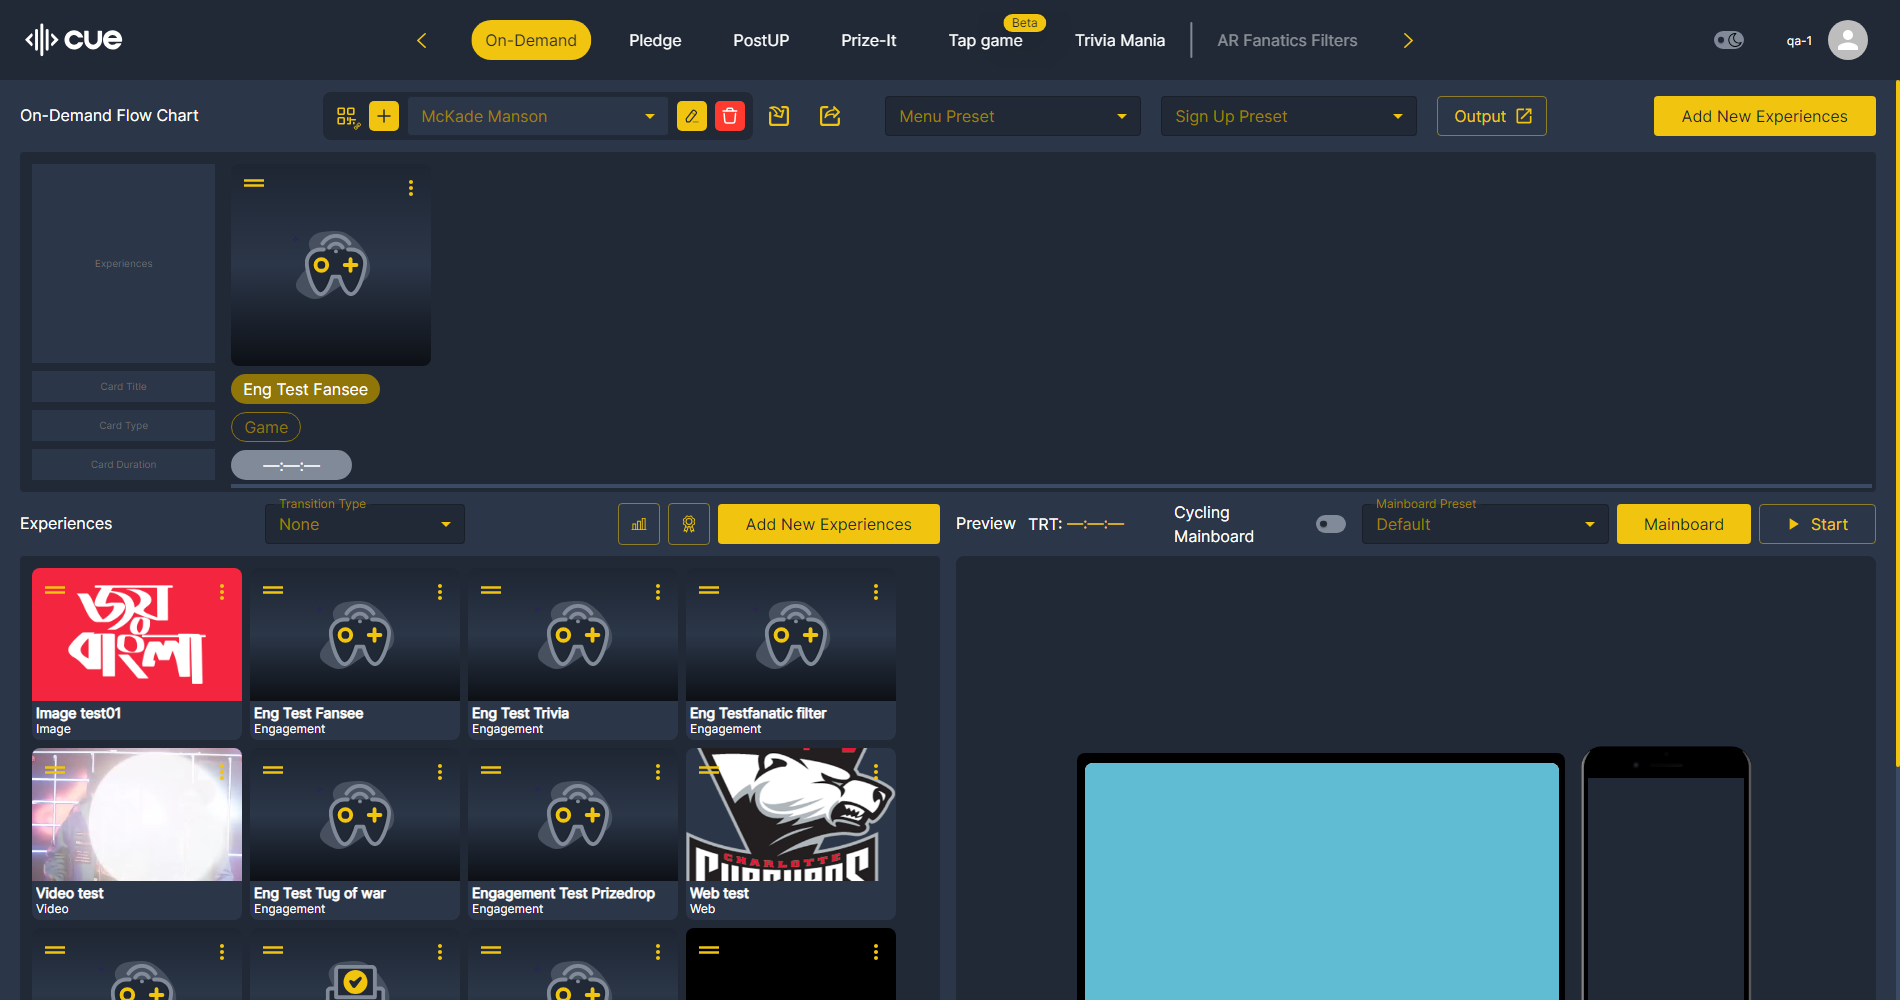 cue
On-Demand
Pledge
PostUP
Prize-It
Tap game
Beta
Trivia Mania
AR Fanatics Filters
qa-1
On-Demand Flow Chart
McKade Manson
Menu Preset
Sign Up Preset
Output
Add New Experiences
Experiences
Card Title
Eng Test Fansee
Card Type
Game
Card Duration
—:—:—
Experiences
Transition Type
None
Add New Experiences
Preview
TRT: —:—:—
Cycling
Mainboard
Mainboard Preset
Default
Mainboard
Start
জয়
বাংলা
Image test01
Image
Eng Test Fansee
Engagement
Eng Test Trivia
Engagement
Eng Testfanatic filter
Engagement
Video test
Video
Eng Test Tug of war
Engagement
Engagement Test Prizedrop
Engagement
CHARLOTTE
Web test
Web